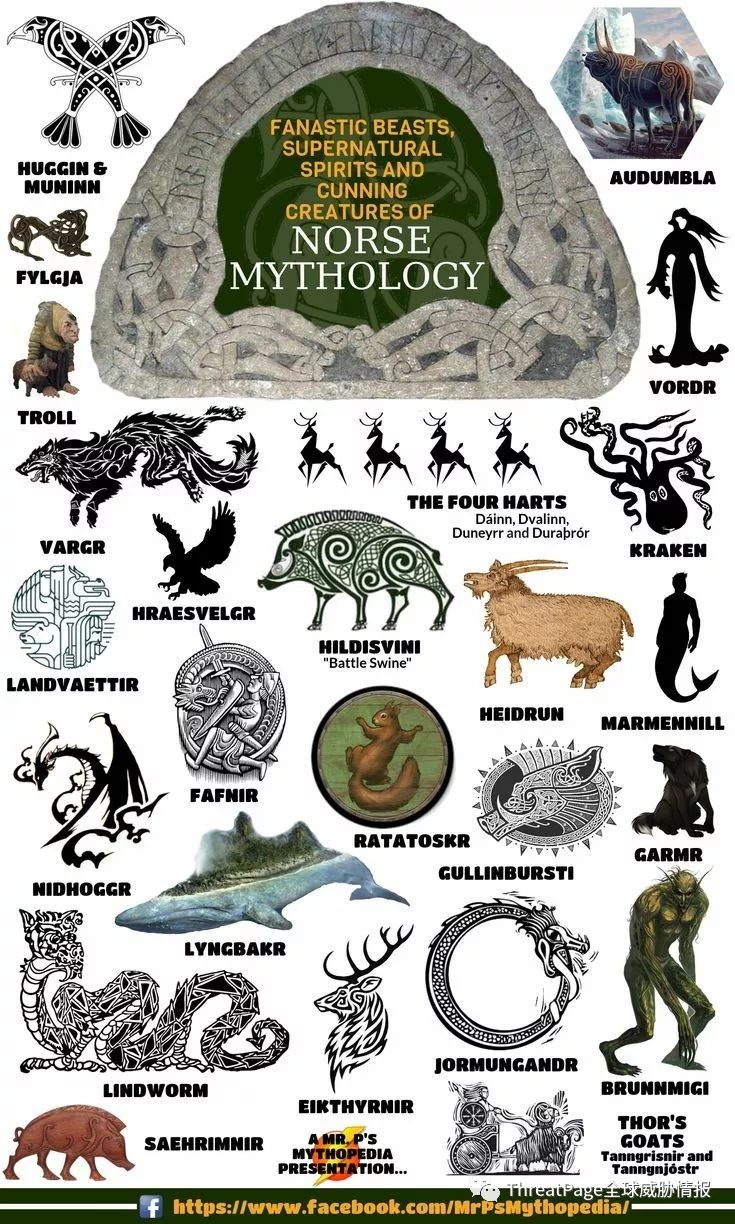 FANASTIC BEASTS,
SUPERNATURAL
SPIRITS AND
CUNNING
CREATURES OF
NORSE
MYTHOLOGY
HUGGIN &
MUNINN
AUDUMBLA
FYLGJA
TROLL
VORDR
VARGR
THE FOUR HARTS
Dáinn, Dvalinn,
Duneyrr and Duraþrór
KRAKEN
HRAESVELGR
HILDISVINI
"Battle Swine"
LANDVAETTIR
HEIDRUN
MARMENNILL
FAFNIR
RATATOSKR
GULLINBURSTI
GARMR
NIDHOGGR
LYNGBAKR
LINDWORM
EIKTHYRNIR
JORMUNGANDR
BRUNNMIGI
SAEHRIMNIR
A MR. P'S
MYTHOPEDIA
PRESENTATION...
THOR'S
GOATS
Tanngrisnir and
Tanngnjóstr
ThreatPage全球威胁情报
f https://www.facebook.com/MrPsMythopedia/